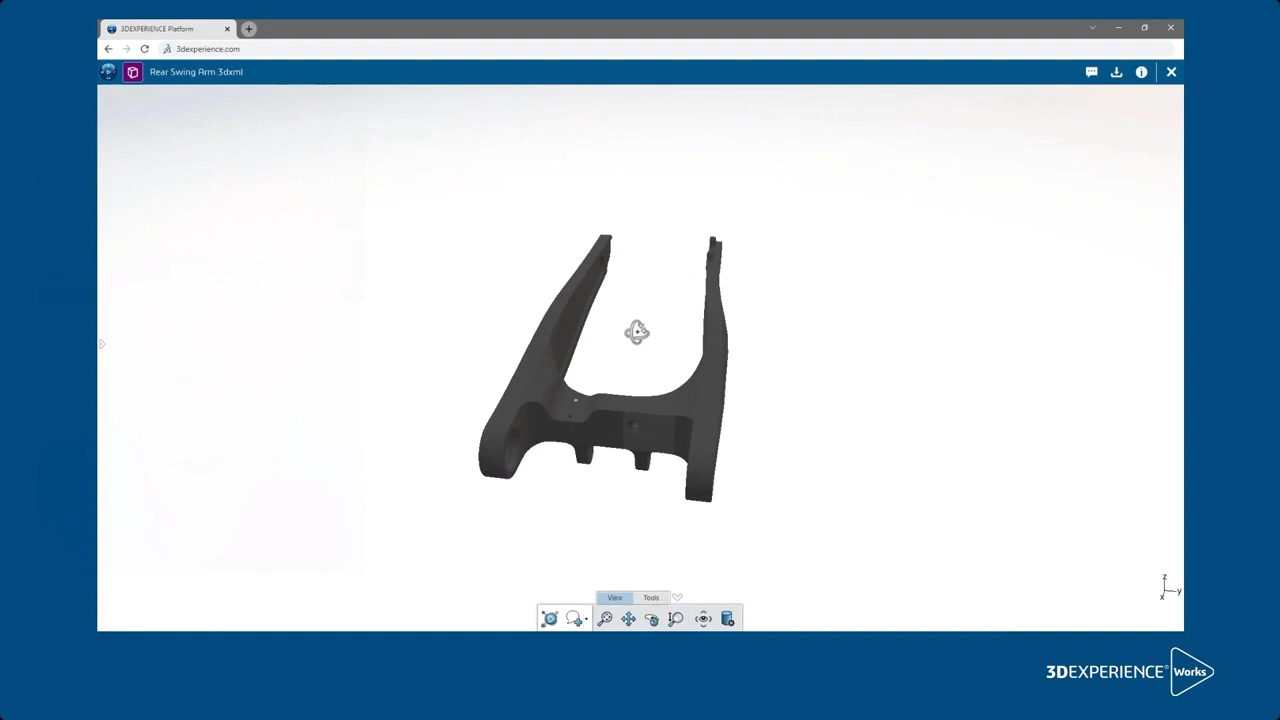 3DEXPERIENCE Platform
3dexperience.com
Rear Swing Arm.3dxml
z
x y
View Tools
3DEXPERIENCE® Works